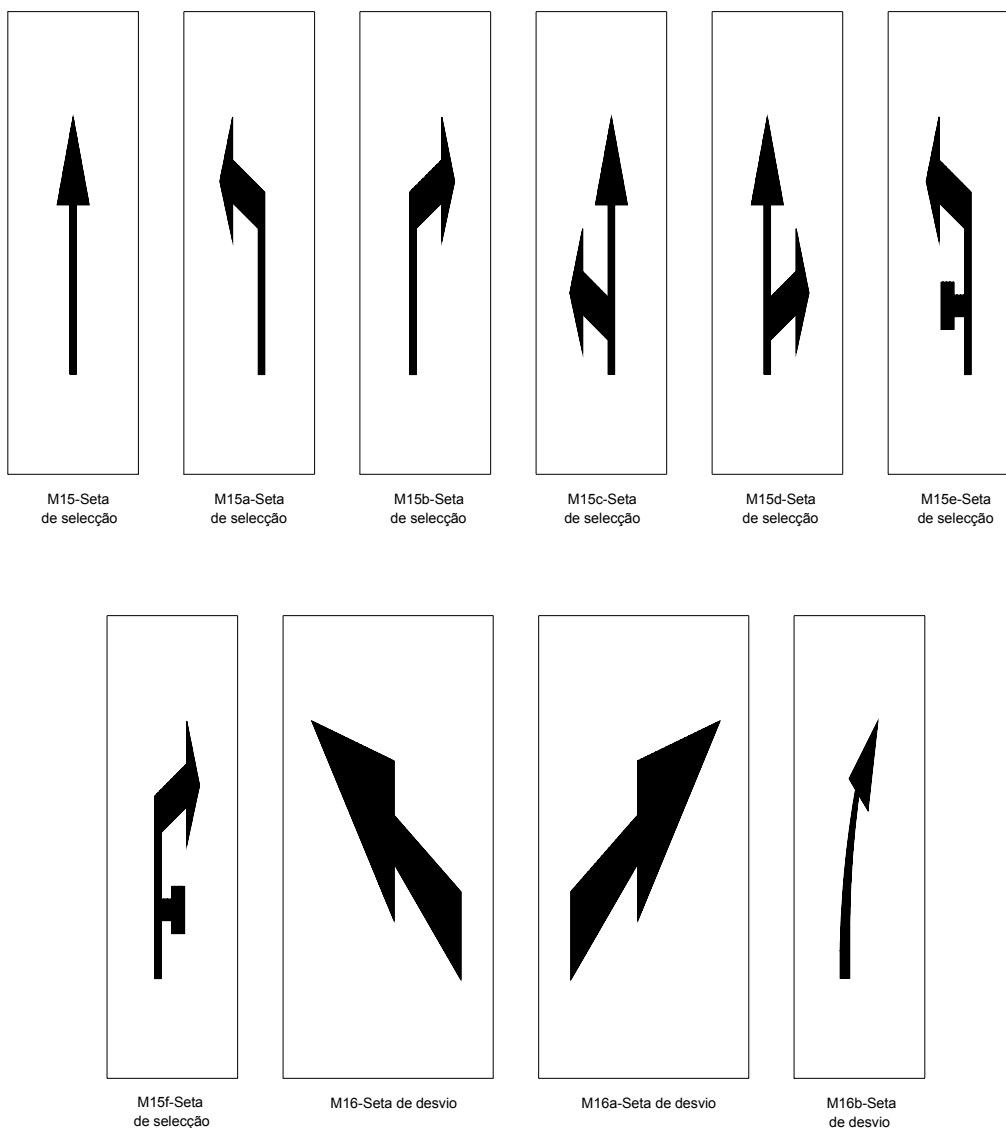 M15-Seta
de selecção
M15a-Seta
de selecção
M15b-Seta
de selecção
M15c-Seta
de selecção
M15d-Seta
de selecção
M15e-Seta
de selecção
M15f-Seta
de selecção
M16-Seta de desvio
M16a-Seta de desvio
M16b-Seta
de desvio